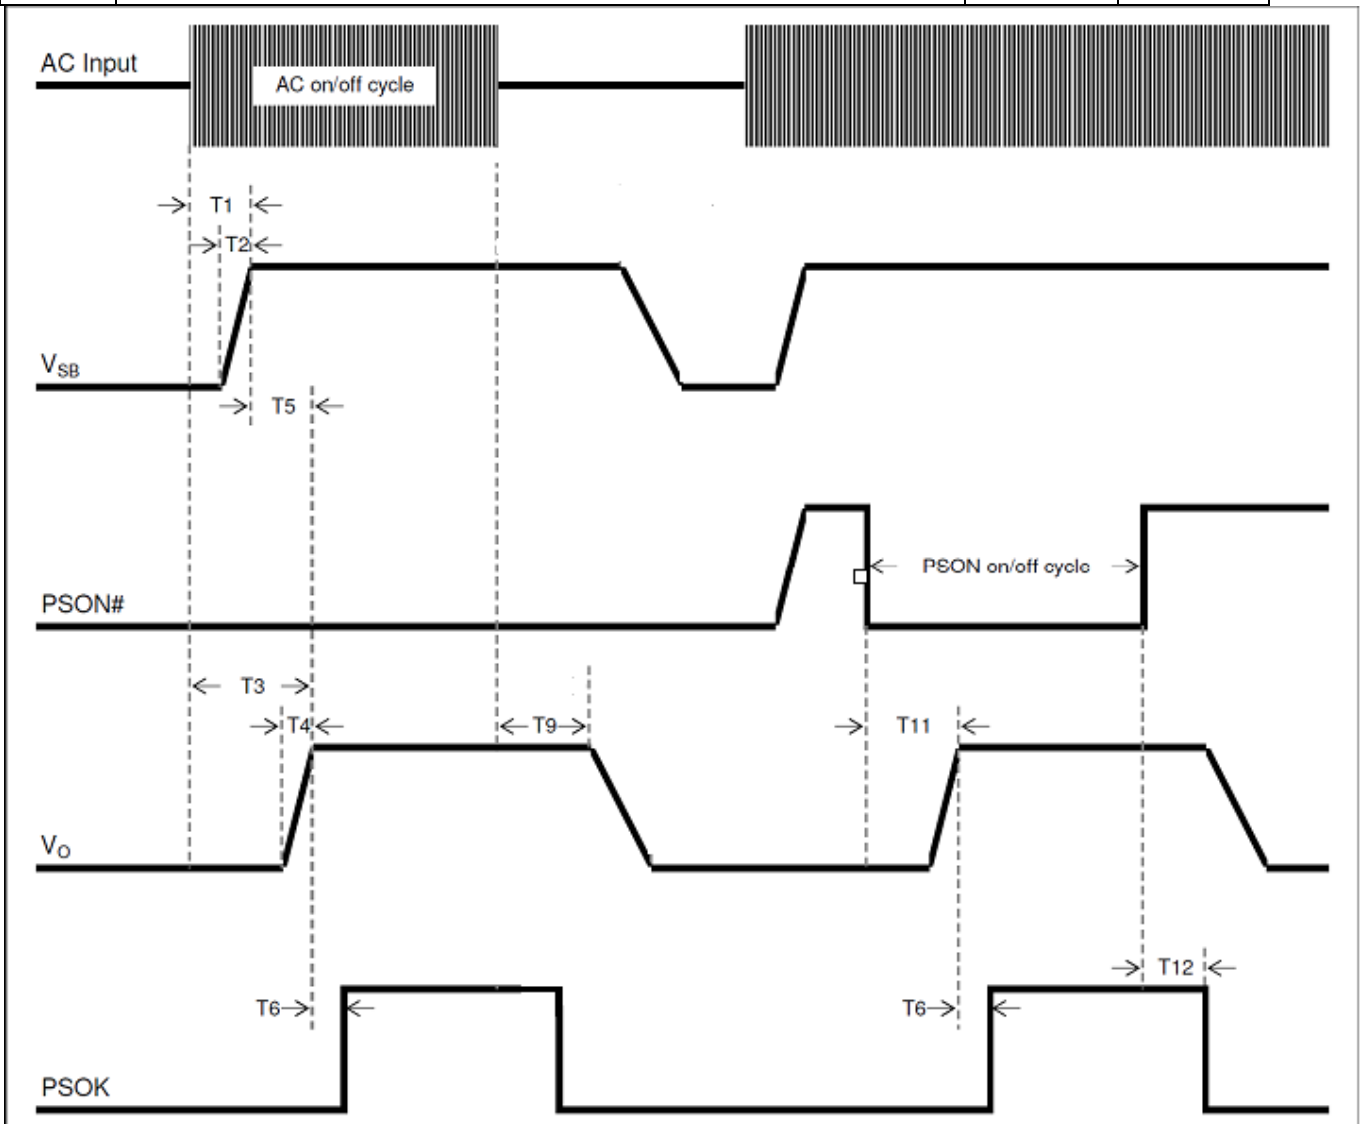 AC Input
AC on/off cycle
T1
T2
VSB
T5
PSON on/off cycle
PSON#
T3
T4
T9
T11
VO
T12
T6
T6
PSOK